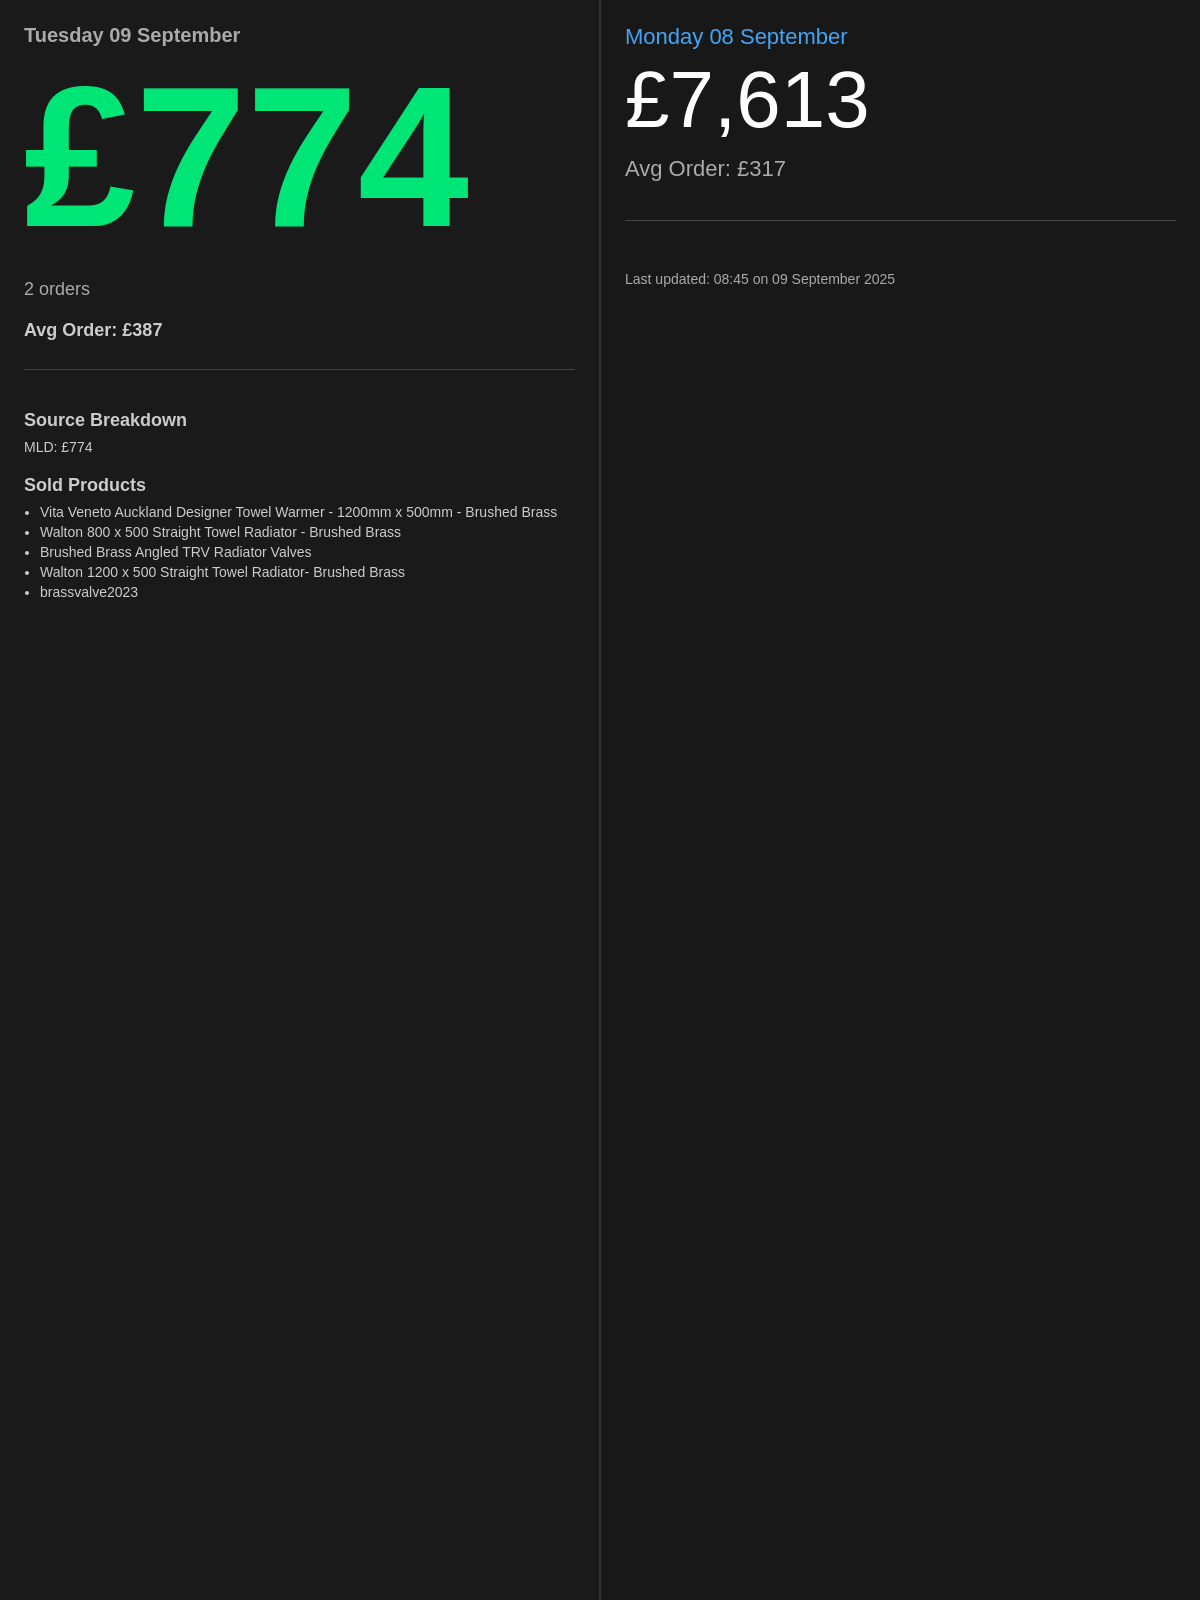 Tuesday 09 September
£774
2 orders
Avg Order: £387
Source Breakdown
MLD: £774
Sold Products
• Vita Veneto Auckland Designer Towel Warmer - 1200mm x 500mm - Brushed Brass
• Walton 800 x 500 Straight Towel Radiator - Brushed Brass
• Brushed Brass Angled TRV Radiator Valves
• Walton 1200 x 500 Straight Towel Radiator- Brushed Brass
• brassvalve2023
Monday 08 September
£7,613
Avg Order: £317
Last updated: 08:45 on 09 September 2025